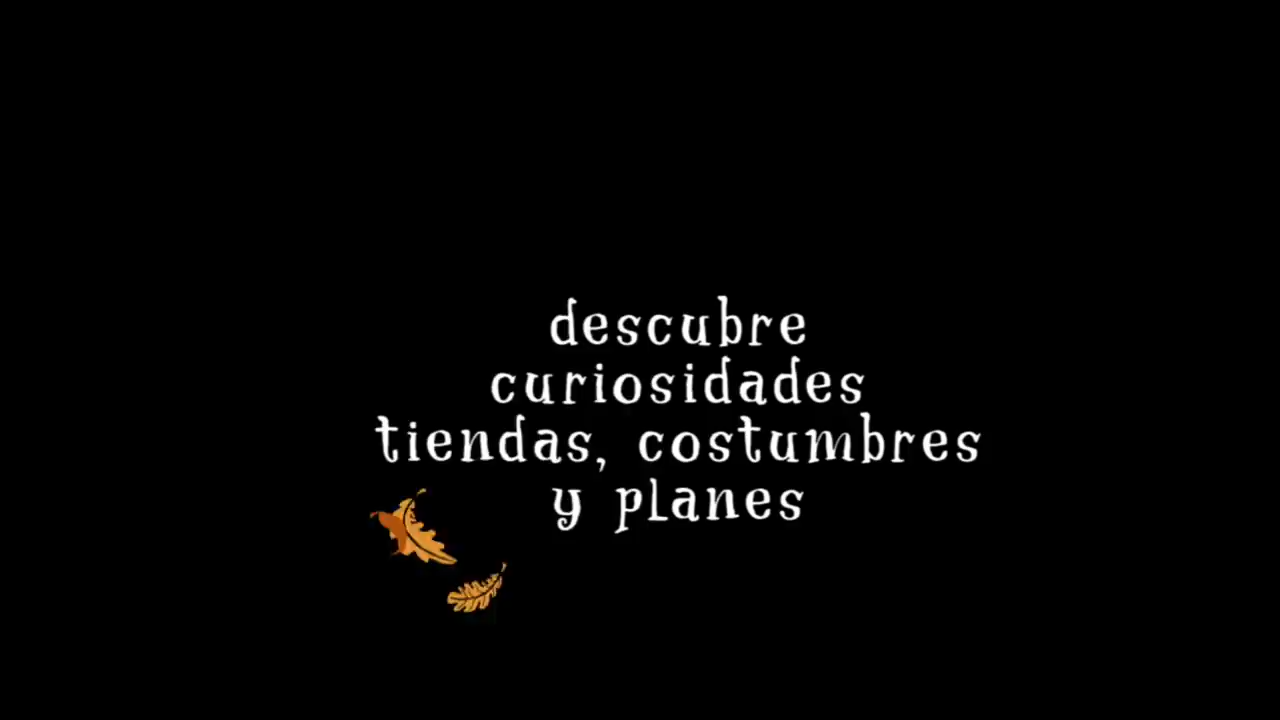 descubre
curiosidades
tiendas, costumbres
y planes